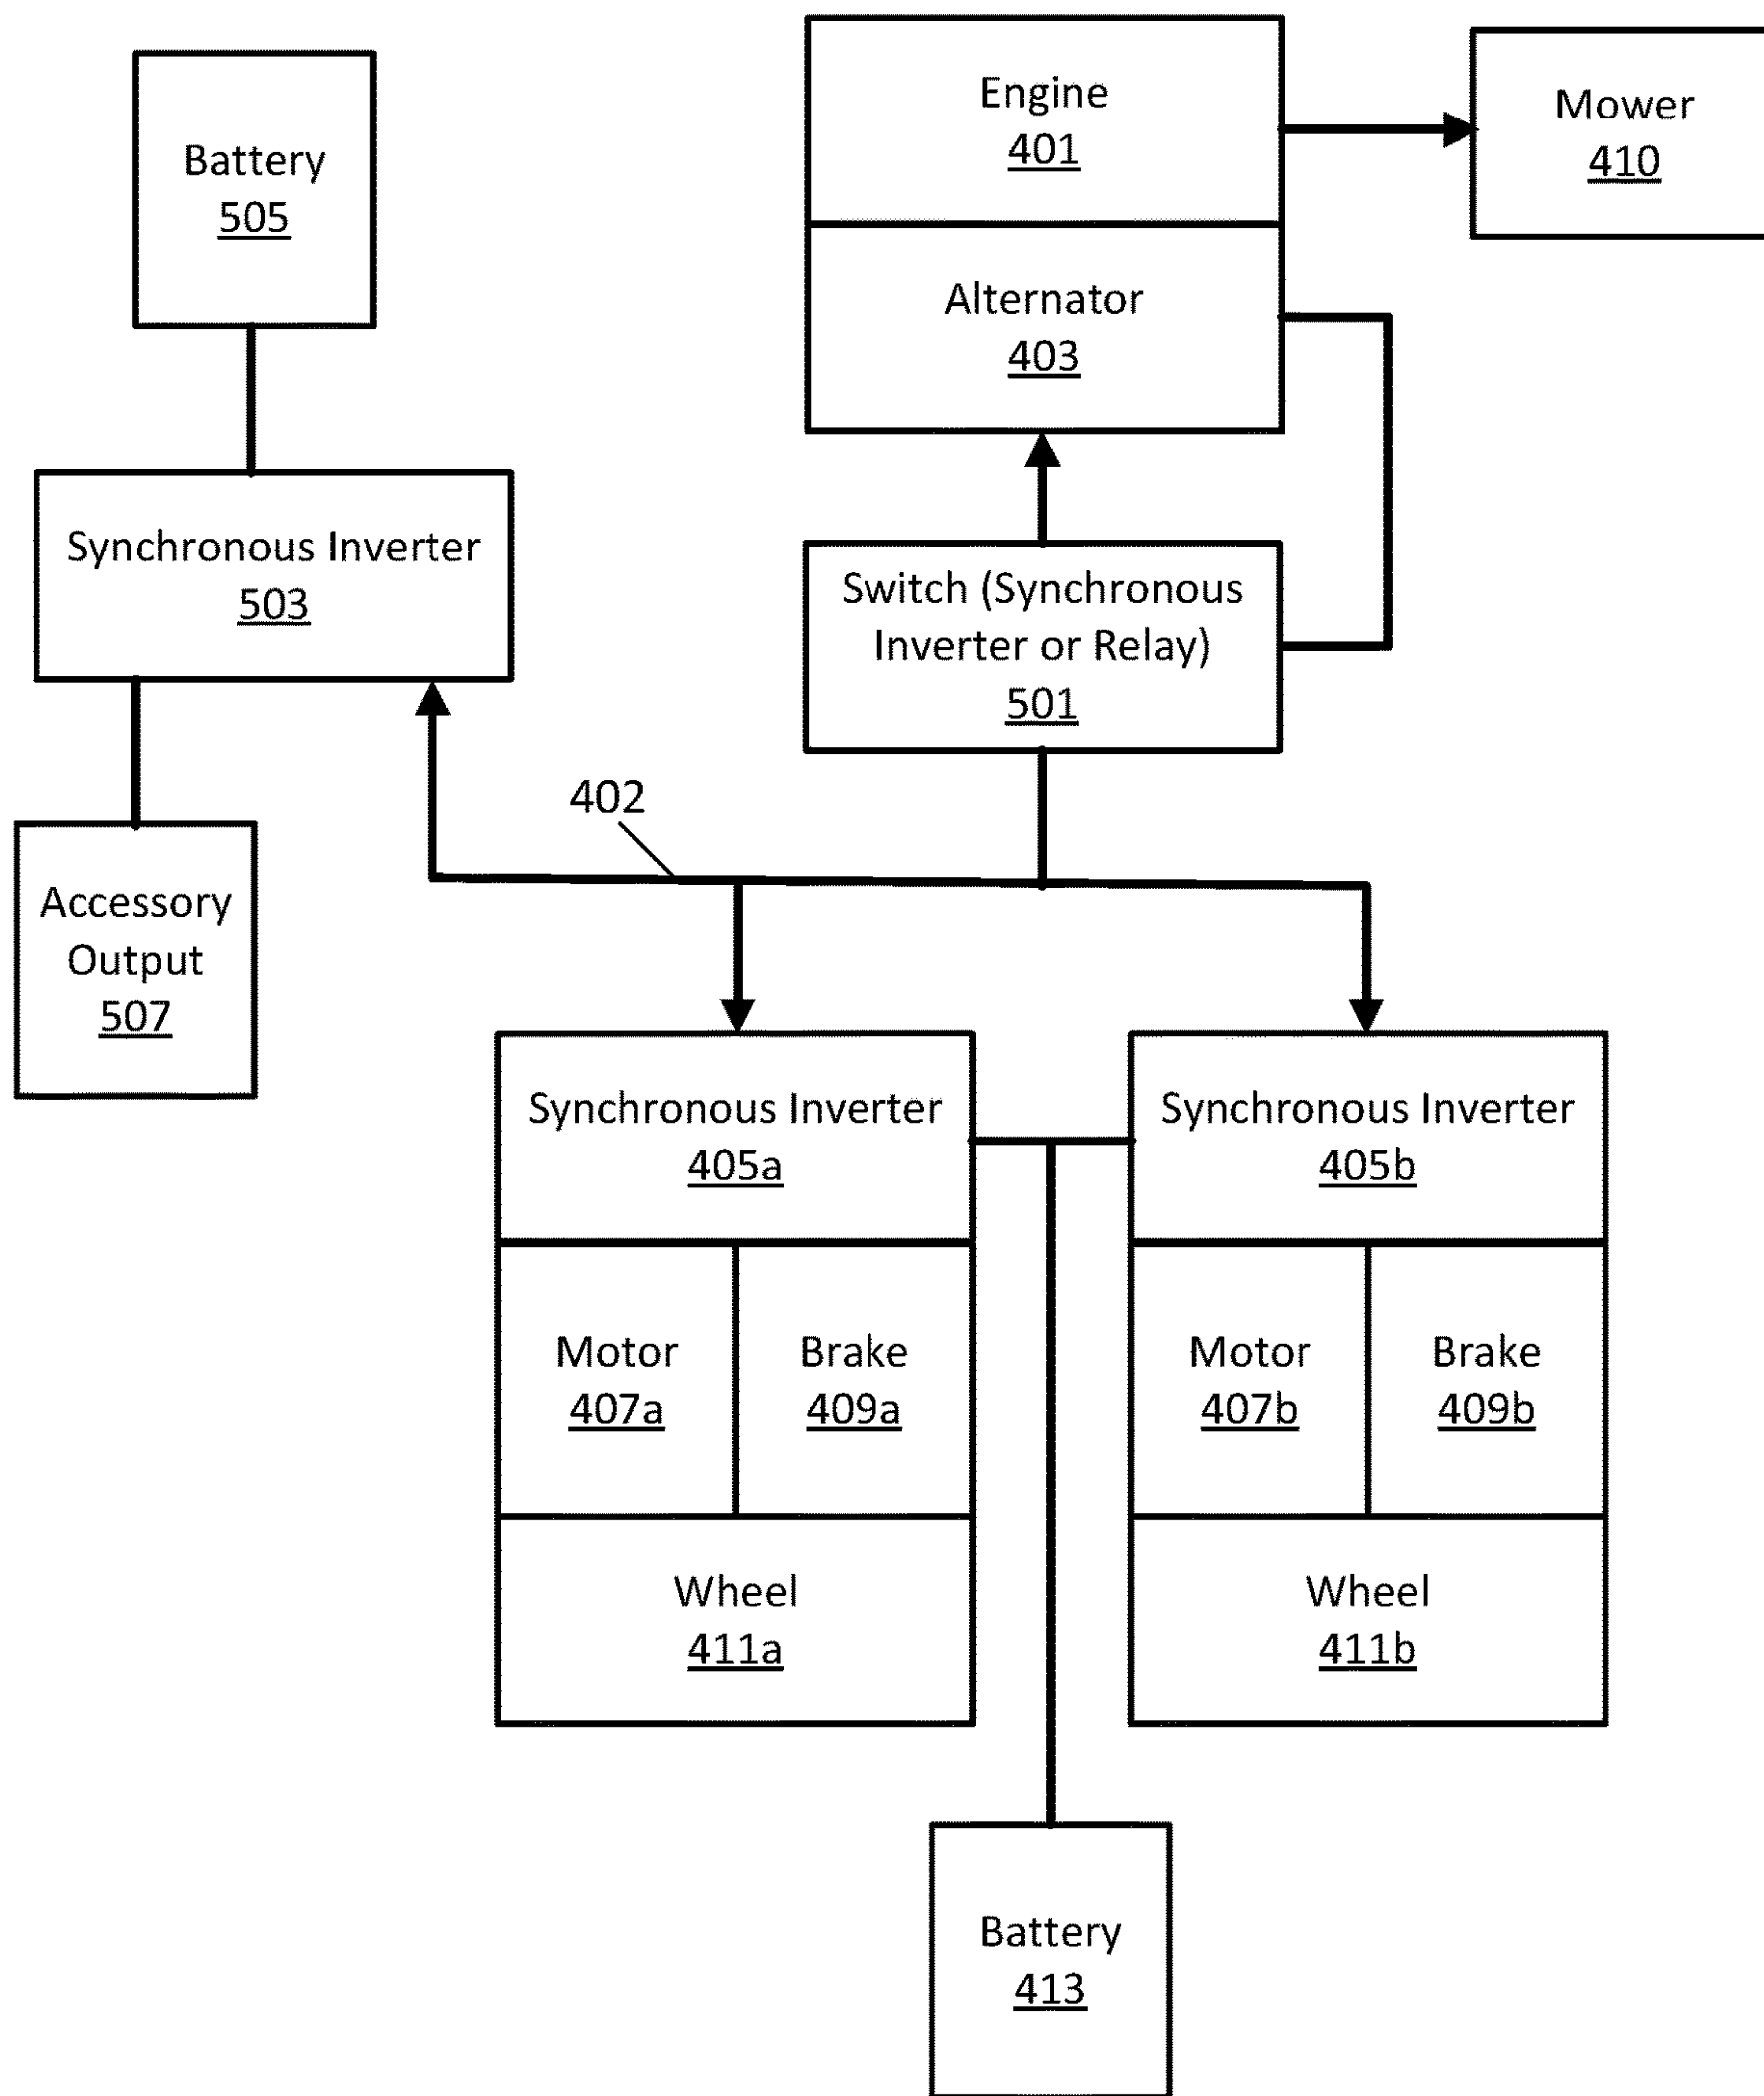 Engine
401
Mower
410
Battery
505
Alternator
403
Synchronous Inverter
503
Switch (Synchronous
Inverter or Relay)
501
402
Accessory
Output
507
Synchronous Inverter
405a
Synchronous Inverter
405b
Motor
407a
Brake
409a
Motor
407b
Brake
409b
Wheel
411a
Wheel
411b
Battery
413